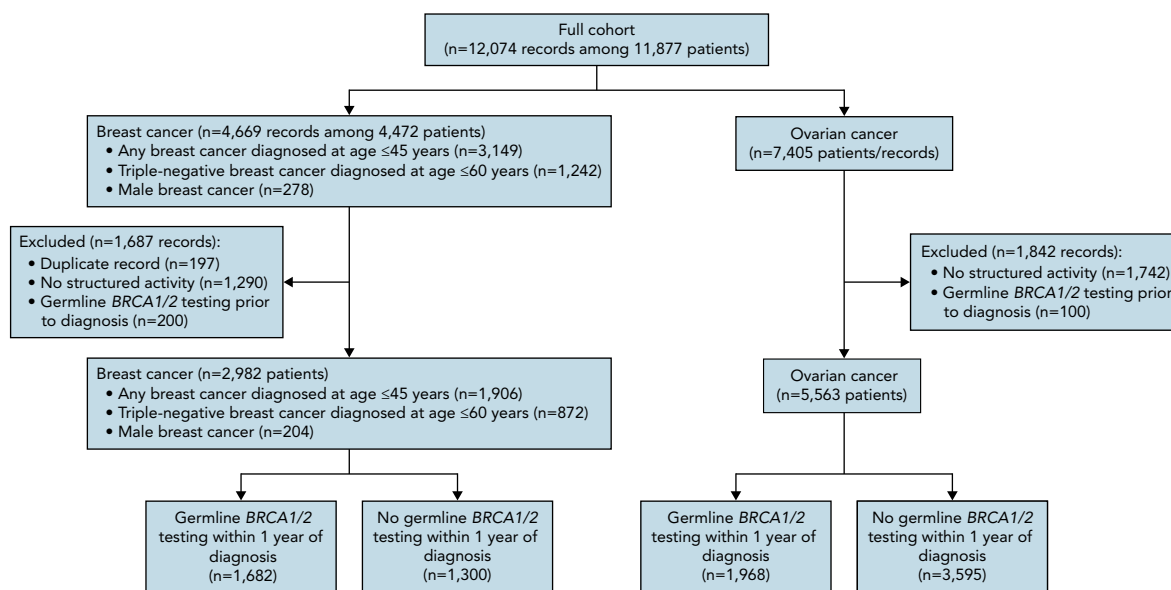 Full cohort
(n=12,074 records among 11,877 patients)
Breast cancer (n=4,669 records among 4,472 patients)
• Any breast cancer diagnosed at age ≤45 years (n=3,149)
• Triple-negative breast cancer diagnosed at age ≤60 years (n=1,242)
• Male breast cancer (n=278)
Ovarian cancer
(n=7,405 patients/records)
Excluded (n=1,687 records):
• Duplicate record (n=197)
• No structured activity (n=1,290)
• Germline BRCA1/2 testing prior
to diagnosis (n=200)
Excluded (n=1,842 records):
• No structured activity (n=1,742)
• Germline BRCA1/2 testing prior
to diagnosis (n=100)
Breast cancer (n=2,982 patients)
• Any breast cancer diagnosed at age ≤45 years (n=1,906)
• Triple-negative breast cancer diagnosed at age ≤60 years (n=872)
• Male breast cancer (n=204)
Ovarian cancer
(n=5,563 patients)
Germline BRCA1/2
testing within 1 year of
diagnosis
(n=1,682)
No germline BRCA1/2
testing within 1 year of
diagnosis
(n=1,300)
Germline BRCA1/2
testing within 1 year of
diagnosis
(n=1,968)
No germline BRCA1/2
testing within 1 year of
diagnosis
(n=3,595)